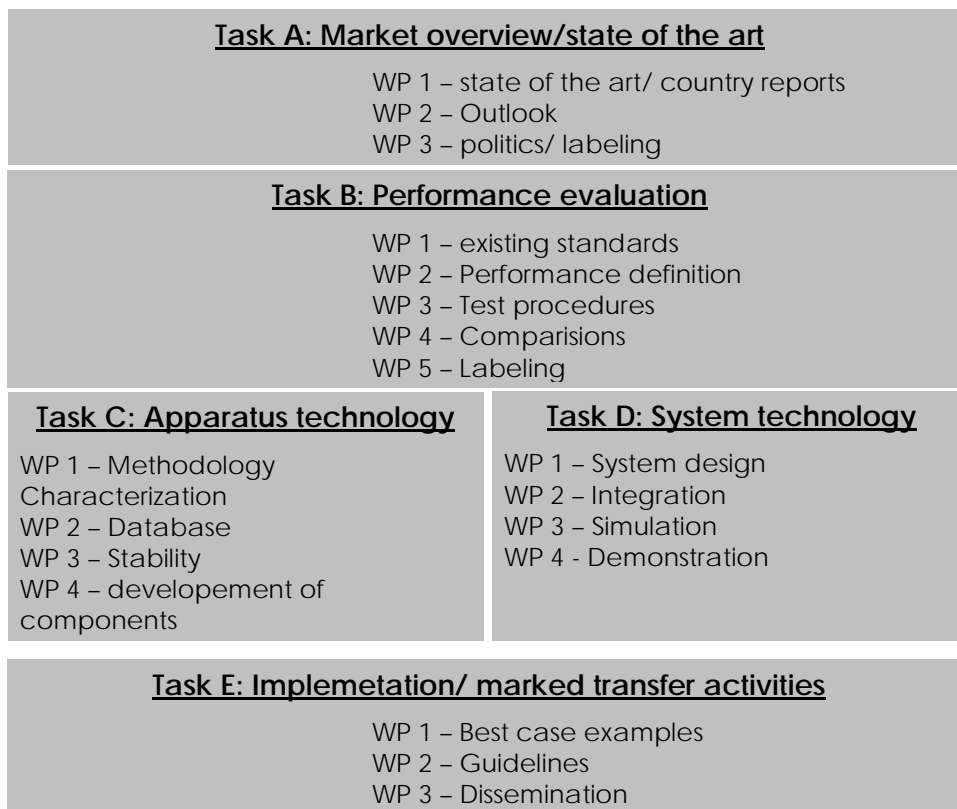 Task A: Market overview/state of the art
WP 1 – state of the art/ country reports
WP 2 – Outlook
WP 3 – politics/ labeling
Task B: Performance evaluation
WP 1 – existing standards
WP 2 – Performance definition
WP 3 – Test procedures
WP 4 – Comparisions
WP 5 – Labeling
Task C: Apparatus technology
WP 1 – Methodology
Characterization
WP 2 – Database
WP 3 – Stability
WP 4 – developement of
components
Task D: System technology
WP 1 – System design
WP 2 – Integration
WP 3 – Simulation
WP 4 - Demonstration
Task E: Implemetation/ marked transfer activities
WP 1 – Best case examples
WP 2 – Guidelines
WP 3 – Dissemination